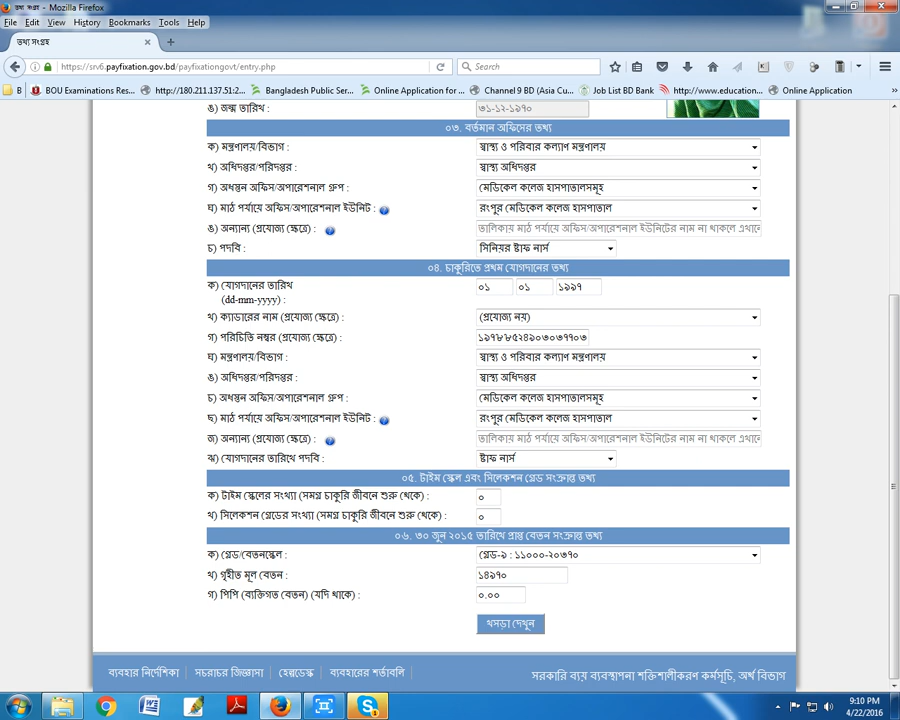 তথ্য সংগ্রহ - Mozilla Firefox
File Edit View History Bookmarks Tools Help
তথ্য সংগ্রহ
https://srv6.payfixation.gov.bd/payfixationgovt/entry.php
Search
B BOU Examinations Res... http://180.211.137.51:2... Bangladesh Public Ser... Online Application for ... Channel 9 BD (Asia Cu... Job List BD Bank http://www.education... Online Application
ঙ) জন্ম তারিখ : ৩১-১২-১৯৭০
০৩. বর্তমান অফিসের তথ্য
ক) মন্ত্রণালয়/বিভাগ : স্বাস্থ্য ও পরিবার কল্যাণ মন্ত্রণালয়
খ) অধিদপ্তর/পরিদপ্তর : স্বাস্থ্য অধিদপ্তর
গ) অধস্তন অফিস/অপারেশনাল গ্রুপ : মেডিকেল কলেজ হাসপাতালসমূহ
ঘ) মাঠ পর্যায়ে অফিস/অপারেশনাল ইউনিট : রংপুর মেডিকেল কলেজ হাসপাতাল
ঙ) অন্যান্য (প্রযোজ্য ক্ষেত্রে) : তালিকায় মাঠ পর্যায়ে অফিস/অপারেশনাল ইউনিটের নাম না থাকলে এখানে
চ) পদবি : সিনিয়র ষ্টাফ নার্স
০৪. চাকুরিতে প্রথম যোগদানের তথ্য
ক) যোগদানের তারিখ ০১ ০১ ১৯৯৭
(dd-mm-yyyy) :
খ) ক্যাডারের নাম (প্রযোজ্য ক্ষেত্রে) : (প্রযোজ্য নয়)
গ) পরিচিতি নম্বর (প্রযোজ্য ক্ষেত্রে) : ১৯৭৮৮৫২৪৯০৩০৩৭৭০৩
ঘ) মন্ত্রণালয়/বিভাগ : স্বাস্থ্য ও পরিবার কল্যাণ মন্ত্রণালয়
ঙ) অধিদপ্তর/পরিদপ্তর : স্বাস্থ্য অধিদপ্তর
চ) অধস্তন অফিস/অপারেশনাল গ্রুপ : মেডিকেল কলেজ হাসপাতালসমূহ
ছ) মাঠ পর্যায়ে অফিস/অপারেশনাল ইউনিট : রংপুর মেডিকেল কলেজ হাসপাতাল
জ) অন্যান্য (প্রযোজ্য ক্ষেত্রে) : তালিকায় মাঠ পর্যায়ে অফিস/অপারেশনাল ইউনিটের নাম না থাকলে এখানে
ঝ) যোগদানের তারিখে পদবি : ষ্টাফ নার্স
০৫. টাইম স্কেল এবং সিলেকশন গ্রেড সংক্রান্ত তথ্য
ক) টাইম স্কেলের সংখ্যা (সমগ্র চাকুরি জীবনে শুরু থেকে) : ০
খ) সিলেকশন গ্রেডের সংখ্যা (সমগ্র চাকুরি জীবনে শুরু থেকে) : ০
০৬. ৩০ জুন ২০১৫ তারিখে প্রাপ্ত বেতন সংক্রান্ত তথ্য
ক) গ্রেড/বেতনস্কেল : গ্রেড-৯ : ১১০০০-২০৩৭০
খ) গৃহীত মূল বেতন : ১৪৯৭০
গ) পিপি (ব্যক্তিগত বেতন) (যদি থাকে) : ০.০০
খসড়া দেখুন
ব্যবহার নির্দেশিকা সচরাচর জিজ্ঞাসা হেল্পডেস্ক ব্যবহারের শর্তাবলি সরকারি ব্যয় ব্যবস্থাপনা শক্তিশালীকরণ কর্মসূচি, অর্থ বিভাগ
9:10 PM
4/22/2016